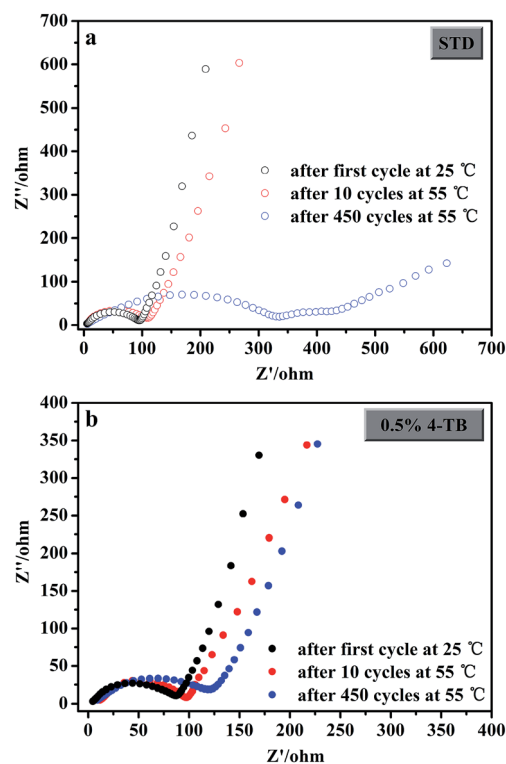 a
STD
700
600
500
400
300
200
100
0
Z''/ohm
after first cycle at 25 ℃
after 10 cycles at 55 ℃
after 450 cycles at 55 ℃
0 100 200 300 400 500 600 700
Z'/ohm
b
0.5% 4-TB
400
350
300
250
200
150
100
50
0
Z''/ohm
after first cycle at 25 ℃
after 10 cycles at 55 ℃
after 450 cycles at 55 ℃
0 50 100 150 200 250 300 350 400
Z'/ohm